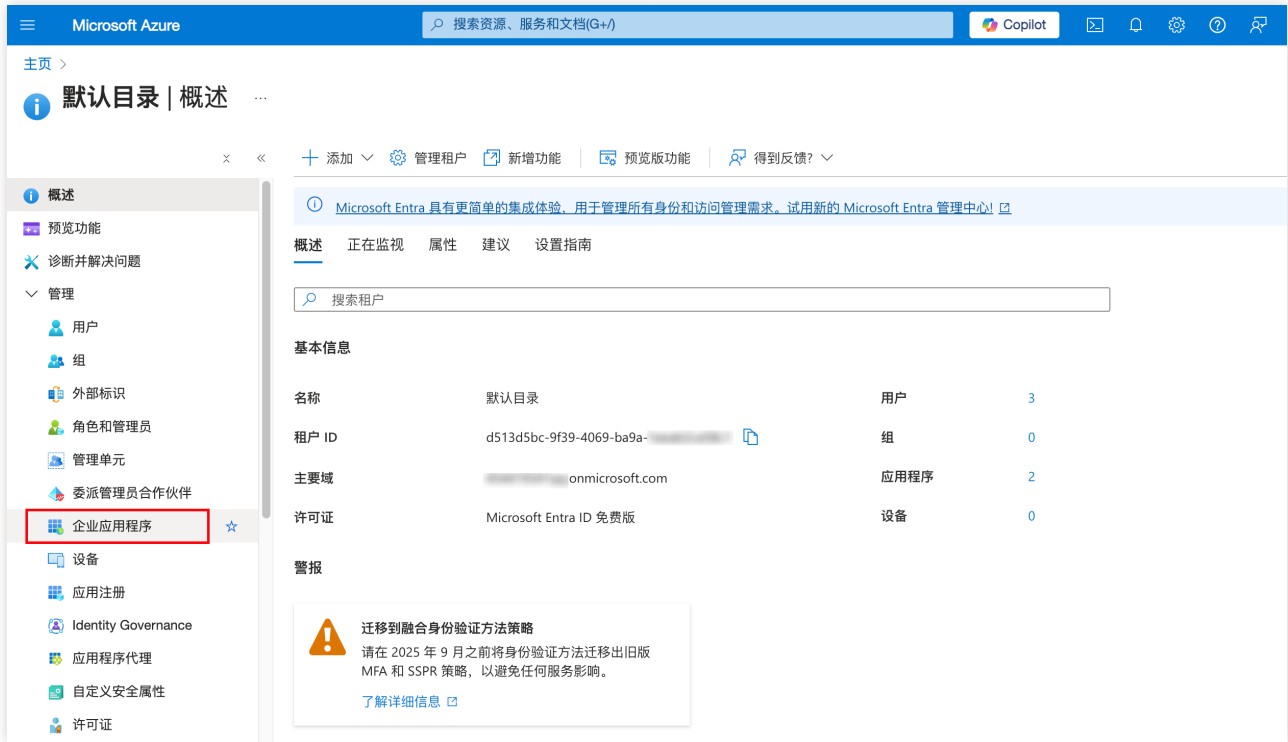 Microsoft Azure
搜索资源、服务和文档(G+/)
Copilot
主页 >
默认目录 | 概述 ...
添加
管理租户
新增功能
预览版功能
得到反馈?
概述
预览功能
诊断并解决问题
管理
用户
组
外部标识
角色和管理员
管理单元
委派管理员合作伙伴
企业应用程序
设备
应用注册
Identity Governance
应用程序代理
自定义安全属性
许可证
Microsoft Entra 具有更简单的集成体验、用于管理所有身份和访问管理需求。试用新的 Microsoft Entra 管理中心!
概述 正在监视 属性 建议 设置指南
搜索租户
基本信息
名称 默认目录 用户 3
租户 ID d513d5bc-9f39-4069-ba9a- 组 0
主要域 onmicrosoft.com 应用程序 2
许可证 Microsoft Entra ID 免费版 设备 0
警报
迁移到融合身份验证方法策略
请在 2025 年 9 月之前将身份验证方法迁移出旧版
MFA 和 SSPR 策略，以避免任何服务影响。
了解详细信息